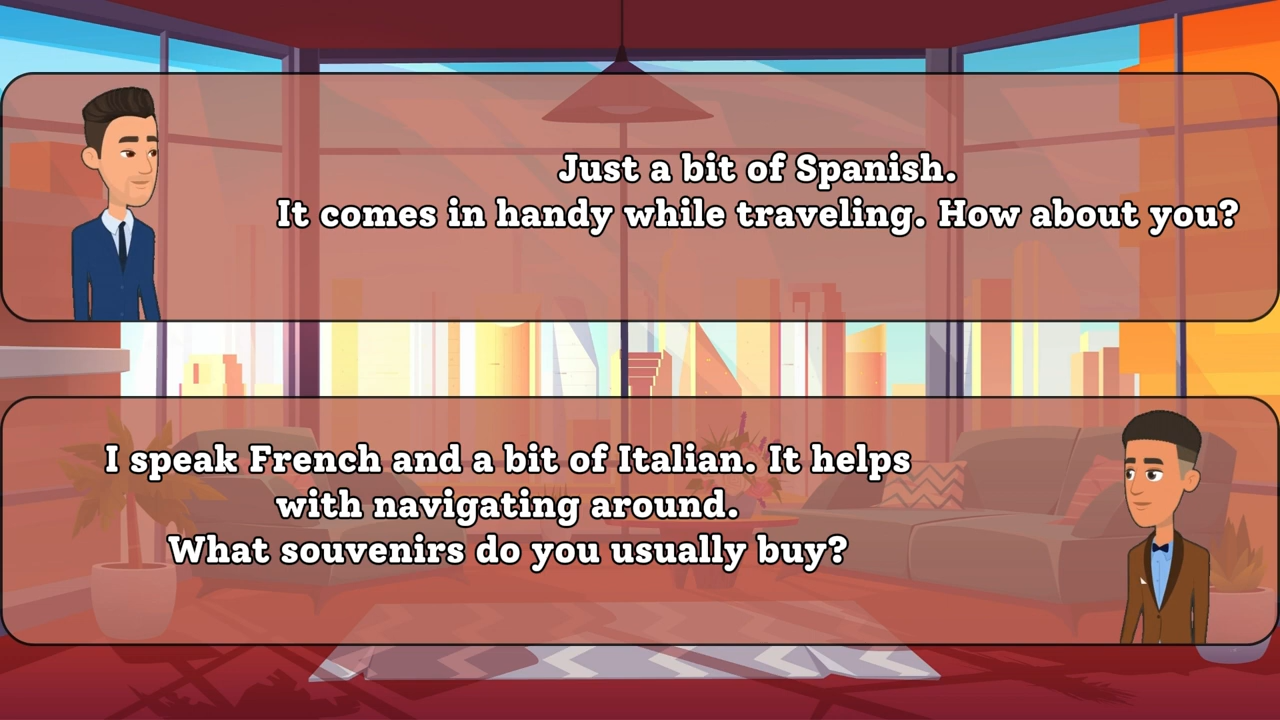 Just a bit of Spanish.
It comes in handy while traveling. How about you?
I speak French and a bit of Italian. It helps
with navigating around.
What souvenirs do you usually buy?